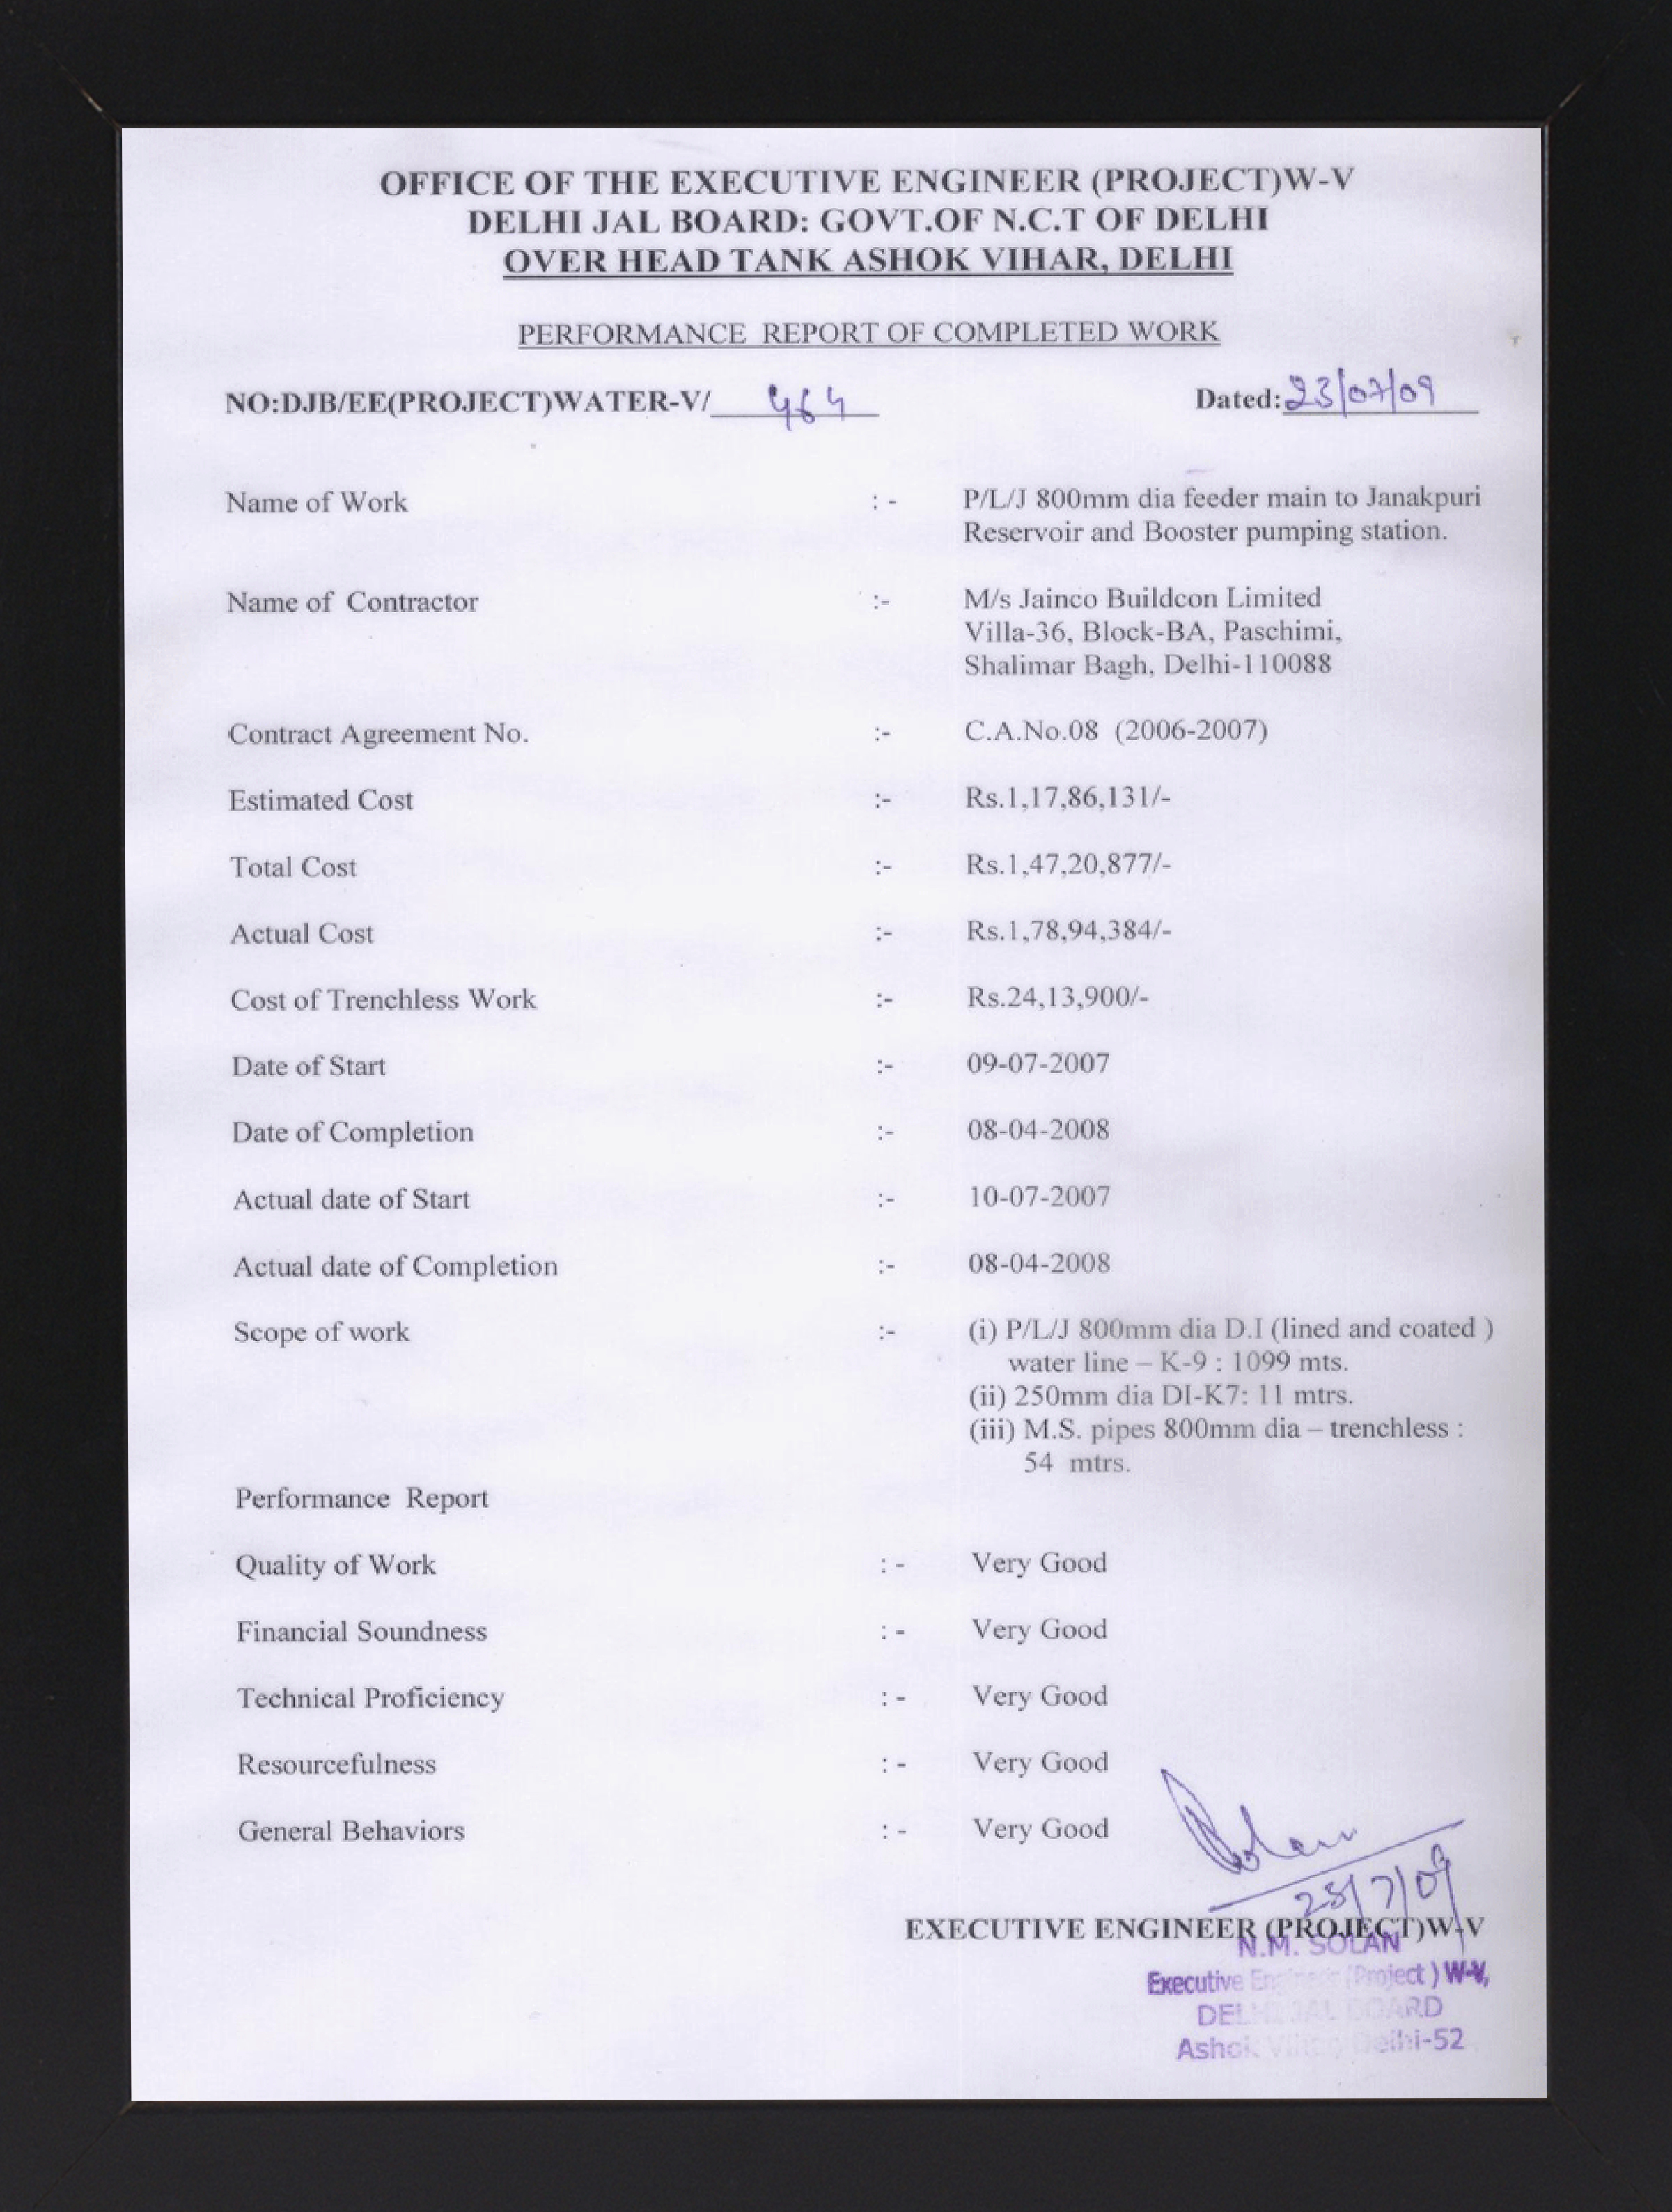 OFFICE OF THE EXECUTIVE ENGINEER (PROJECT)W-V
DELHI JAL BOARD: GOVT.OF N.C.T OF DELHI
OVER HEAD TANK ASHOK VIHAR, DELHI
PERFORMANCE REPORT OF COMPLETED WORK
NO:DJB/EE(PROJECT)WATER-V/ 464 Dated: 23/07/09
Name of Work : - P/L/J 800mm dia feeder main to Janakpuri
Reservoir and Booster pumping station.
Name of Contractor :- M/s Jainco Buildcon Limited
Villa-36, Block-BA, Paschimi,
Shalimar Bagh, Delhi-110088
Contract Agreement No. :- C.A.No.08 (2006-2007)
Estimated Cost :- Rs.1,17,86,131/-
Total Cost :- Rs.1,47,20,877/-
Actual Cost :- Rs.1,78,94,384/-
Cost of Trenchless Work :- Rs.24,13,900/-
Date of Start :- 09-07-2007
Date of Completion :- 08-04-2008
Actual date of Start :- 10-07-2007
Actual date of Completion :- 08-04-2008
Scope of work :- (i) P/L/J 800mm dia D.I (lined and coated )
water line – K-9 : 1099 mts.
(ii) 250mm dia DI-K7: 11 mtrs.
(iii) M.S. pipes 800mm dia – trenchless :
54 mtrs.
Performance Report
Quality of Work : - Very Good
Financial Soundness : - Very Good
Technical Proficiency : - Very Good
Resourcefulness : - Very Good
General Behaviors : - Very Good
Solan
23/7/09
EXECUTIVE ENGINEER (PROJECT)W-V
N.M. SOLAN
Executive Engineer (Project ) W-V,
DELHI JAL BOARD
Ashok Vihar Delhi-52